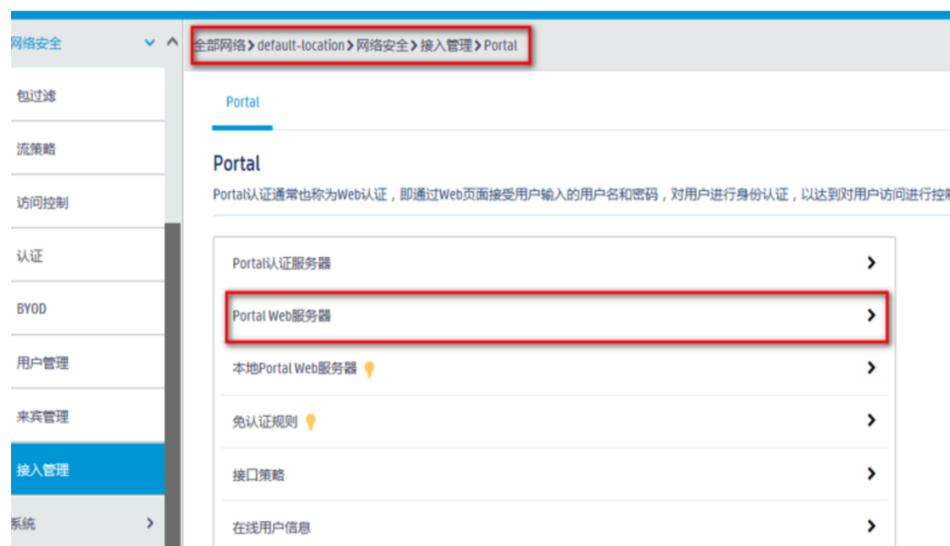 网络安全
全部网络>default-location>网络安全>接入管理>Portal
包过滤
流策略
访问控制
认证
BYOD
用户管理
来宾管理
接入管理
系统
Portal
Portal
Portal认证通常也称为Web认证，即通过Web页面接受用户输入的用户名和密码，对用户进行身份认证，以达到对用户访问进行控制
Portal认证服务器
Portal Web服务器
本地Portal Web服务器
免认证规则
接口策略
在线用户信息